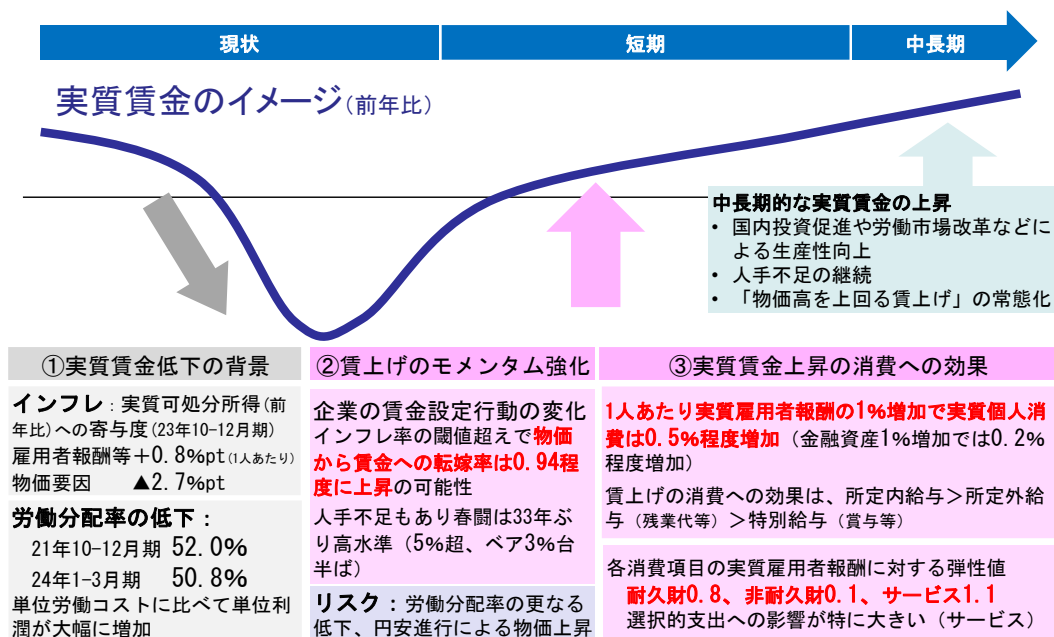 現状
短期
中長期
実質賃金のイメージ(前年比)
中長期的な実質賃金の上昇
• 国内投資促進や労働市場改革などに
よる生産性向上
• 人手不足の継続
• 「物価高を上回る賃上げ」の常態化
①実質賃金低下の背景
インフレ：実質可処分所得(前
年比)への寄与度(23年10-12月期)
雇用者報酬等＋0.8%pt(1人あたり)
物価要因 ▲2.7%pt
労働分配率の低下：
21年10-12月期 52.0%
24年1-3月期 50.8%
単位労働コストに比べて単位利
潤が大幅に増加
②賃上げのモメンタム強化
企業の賃金設定行動の変化
インフレ率の閾値超えで物価
から賃金への転嫁率は0.94程
度に上昇の可能性
人手不足もあり春闘は33年ぶ
り高水準（5%超、ベア3%台
半ば）
リスク：労働分配率の更なる
低下、円安進行による物価上昇
③実質賃金上昇の消費への効果
1人あたり実質雇用者報酬の1%増加で実質個人消
費は0.5%程度増加（金融資産1%増加では0.2%
程度増加）
賃上げの消費への効果は、所定内給与＞所定外給
与（残業代等）＞特別給与（賞与等）
各消費項目の実質雇用者報酬に対する弾性値
耐久財0.8、非耐久財0.1、サービス1.1
選択的支出への影響が特に大きい（サービス）